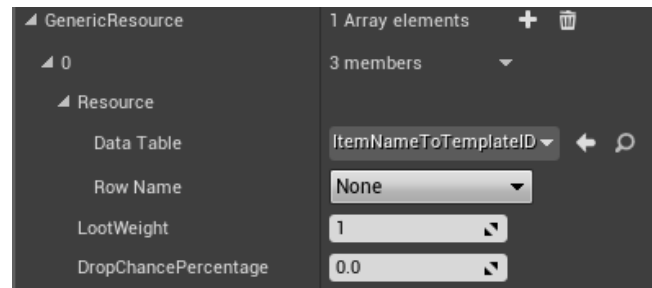 GenericResource 1 Array elements
0 3 members
Resource
Data Table ItemNameToTemplateID
Row Name None
LootWeight 1
DropChancePercentage 0.0